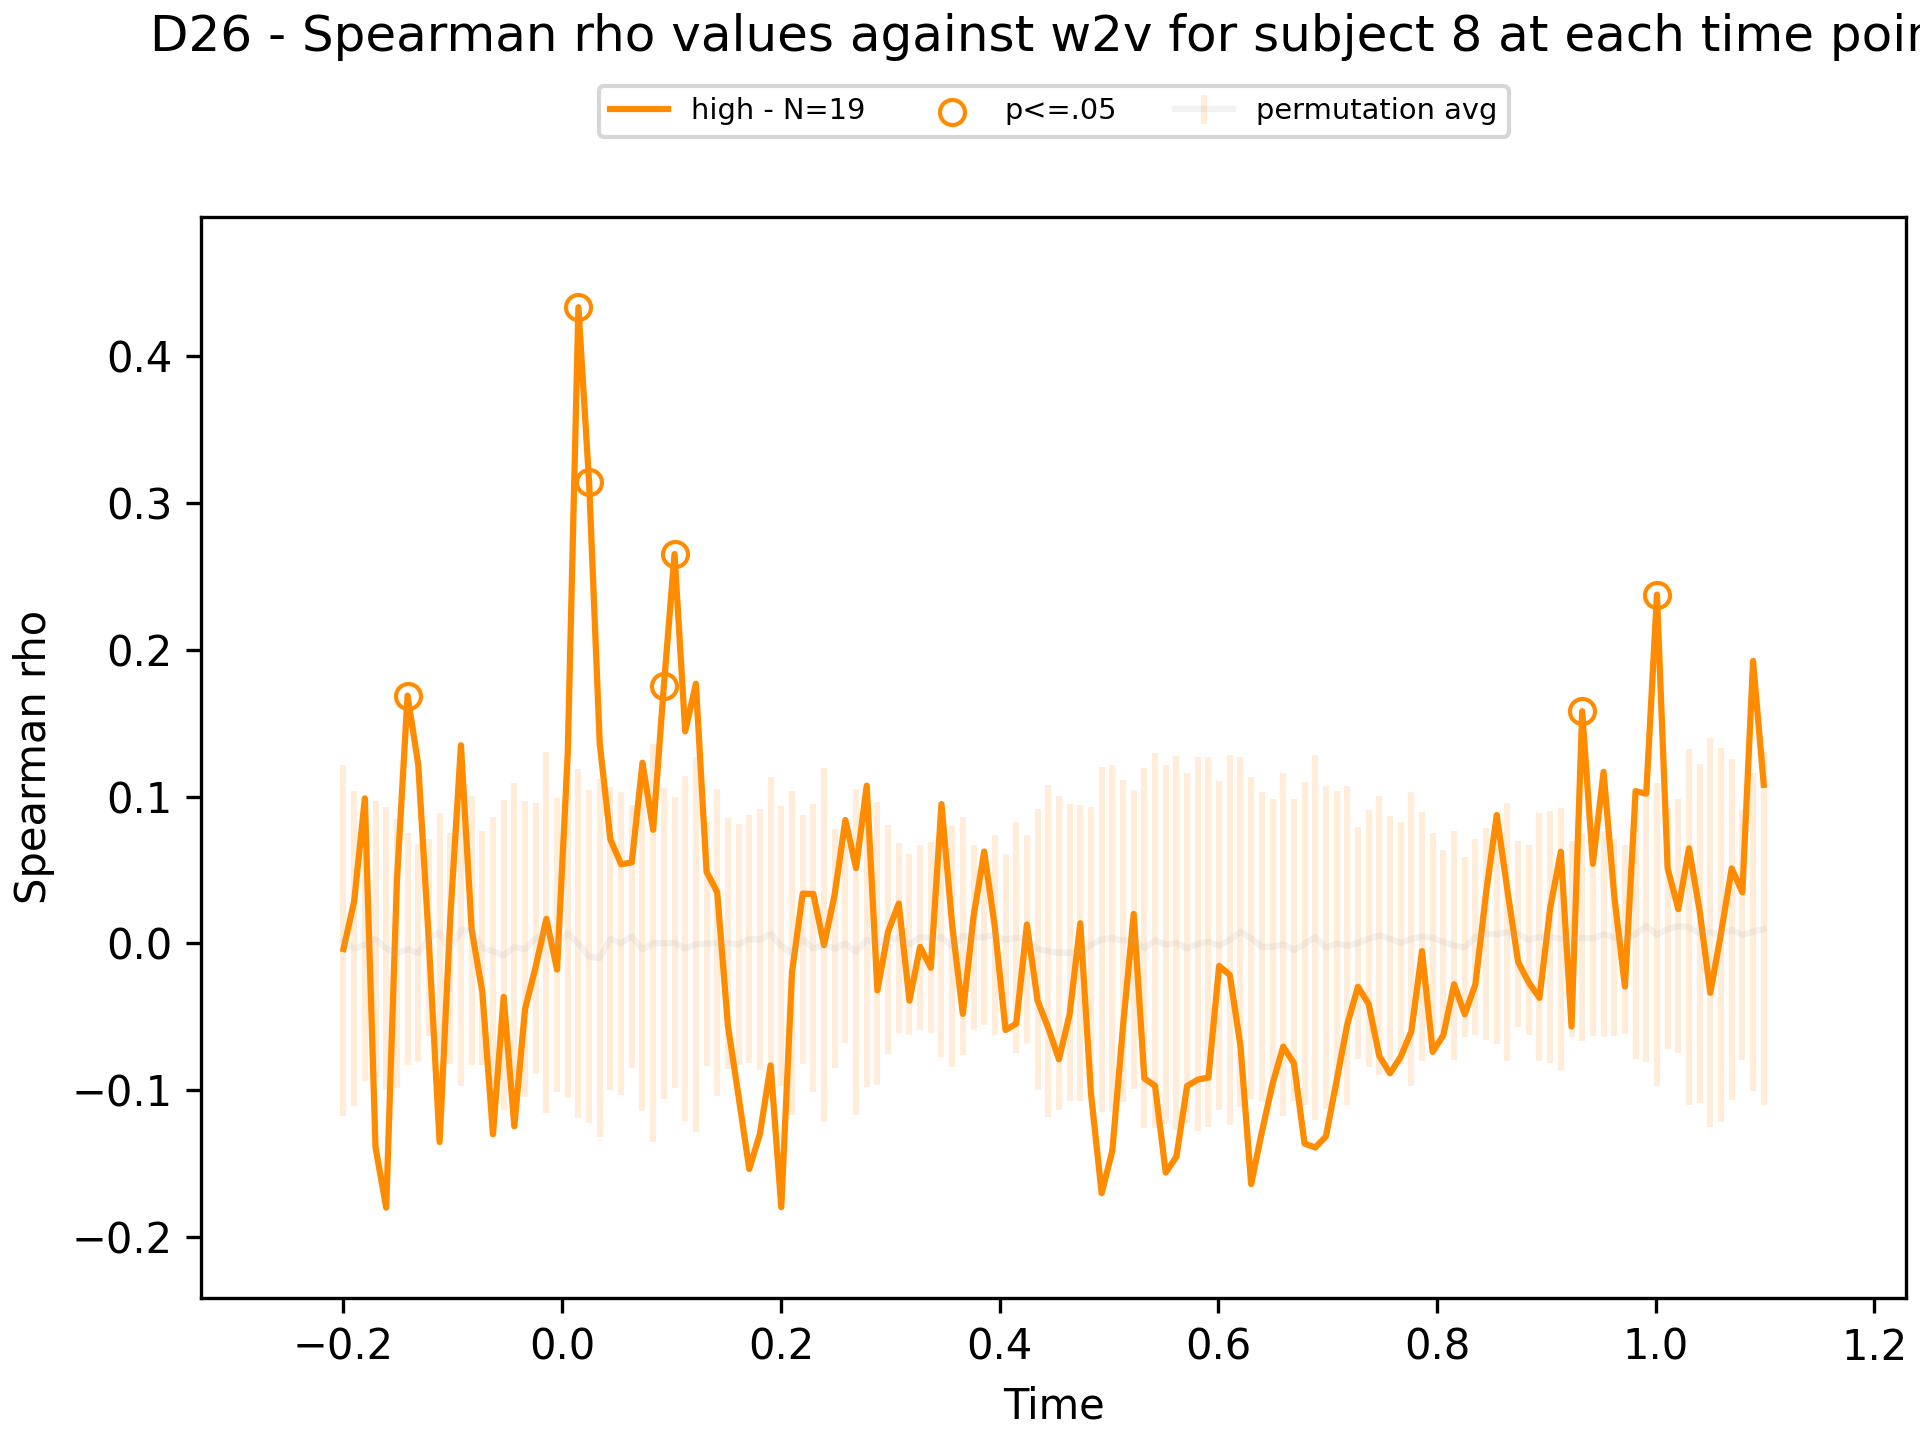 D26 - Spearman rho values against w2v for subject 8 at each time
high - N=19 p<=.05 permutation avg
Spearman rho
0.4
0.3
0.2
0.1
0.0
−0.1
−0.2
−0.2 0.0 0.2 0.4 0.6 0.8 1.0 1.2
Time